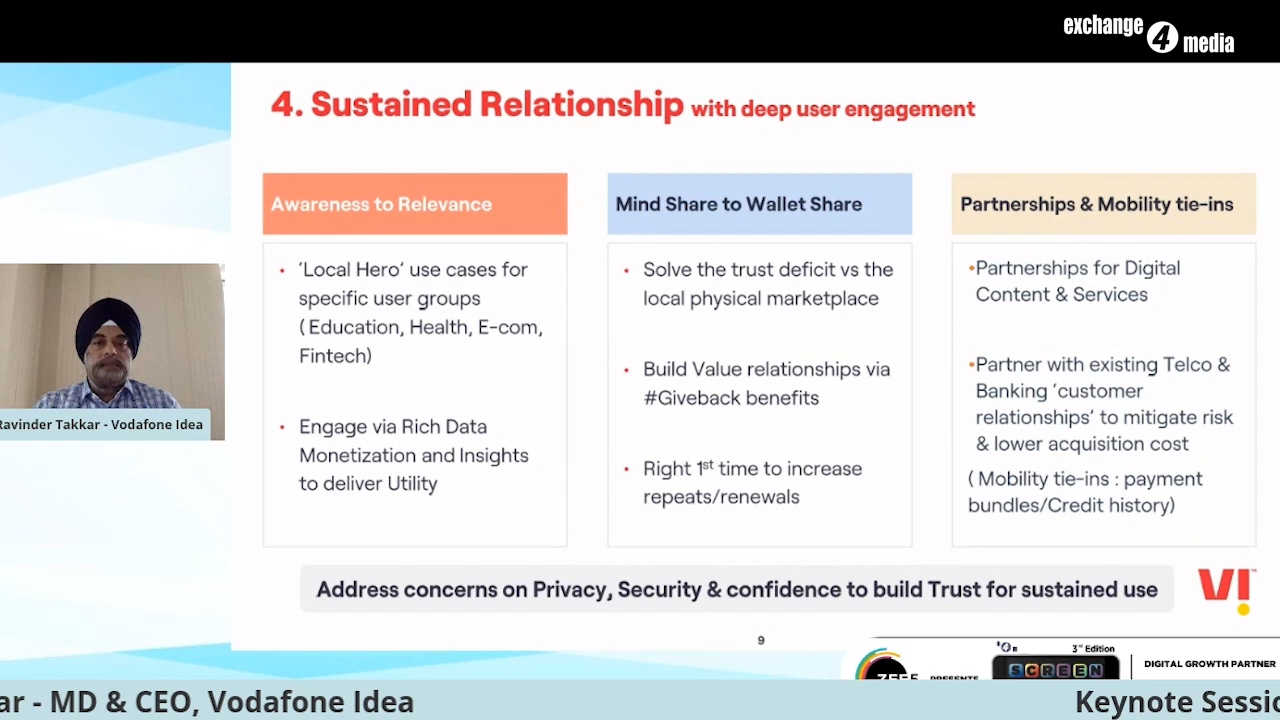 exchange
4
media
4. Sustained Relationship with deep user engagement
Awareness to Relevance
‘Local Hero’ use cases for
specific user groups
( Education, Health, E-com,
Fintech)
Engage via Rich Data
Monetization and Insights
to deliver Utility
Mind Share to Wallet Share
Solve the trust deficit vs the
local physical marketplace
Build Value relationships via
#Giveback benefits
Right 1st time to increase
repeats/renewals
Partnerships & Mobility tie-ins
•Partnerships for Digital
Content & Services
•Partner with existing Telco &
Banking ‘customer
relationships’ to mitigate risk
& lower acquisition cost
( Mobility tie-ins : payment
bundles/Credit history)
Address concerns on Privacy, Security & confidence to build Trust for sustained use
VI
™
9
Ravinder Takkar - Vodafone Idea
ZEE5
PRESENTS
3rd Edition
SCREEN
DIGITAL GROWTH PARTNER
ar - MD & CEO, Vodafone Idea
Keynote Sessio